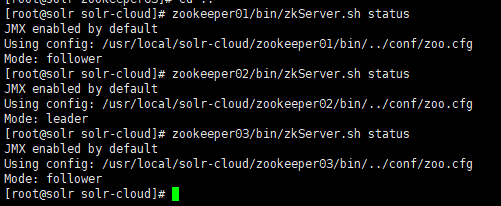 [root@solr solr-cloud]# zookeeper01/bin/zkServer.sh status
JMX enabled by default
Using config: /usr/local/solr-cloud/zookeeper01/bin/../conf/zoo.cfg
Mode: follower
[root@solr solr-cloud]# zookeeper02/bin/zkServer.sh status
JMX enabled by default
Using config: /usr/local/solr-cloud/zookeeper02/bin/../conf/zoo.cfg
Mode: leader
[root@solr solr-cloud]# zookeeper03/bin/zkServer.sh status
JMX enabled by default
Using config: /usr/local/solr-cloud/zookeeper03/bin/../conf/zoo.cfg
Mode: follower
[root@solr solr-cloud]#